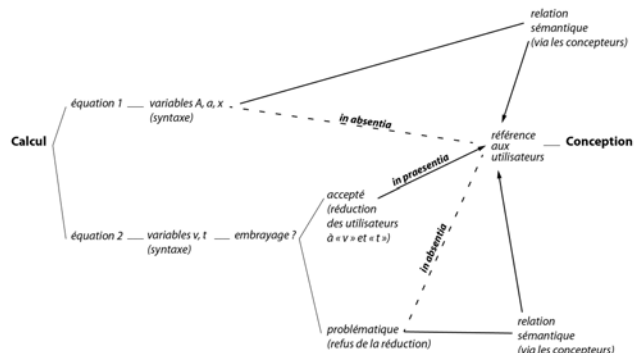 relation
sémantique
(via les concepteurs)
équation 1
variables A, a, x
(syntaxe)
in absentia
Calcul
référence
aux
utilisateurs
Conception
in praesentia
accepté
(réduction
des utilisateurs
à « v » et « t »)
équation 2
variables v, t
(syntaxe)
embrayage ?
in absentia
problématique
(refus de la réduction)
relation
sémantique
(via les concepteurs)